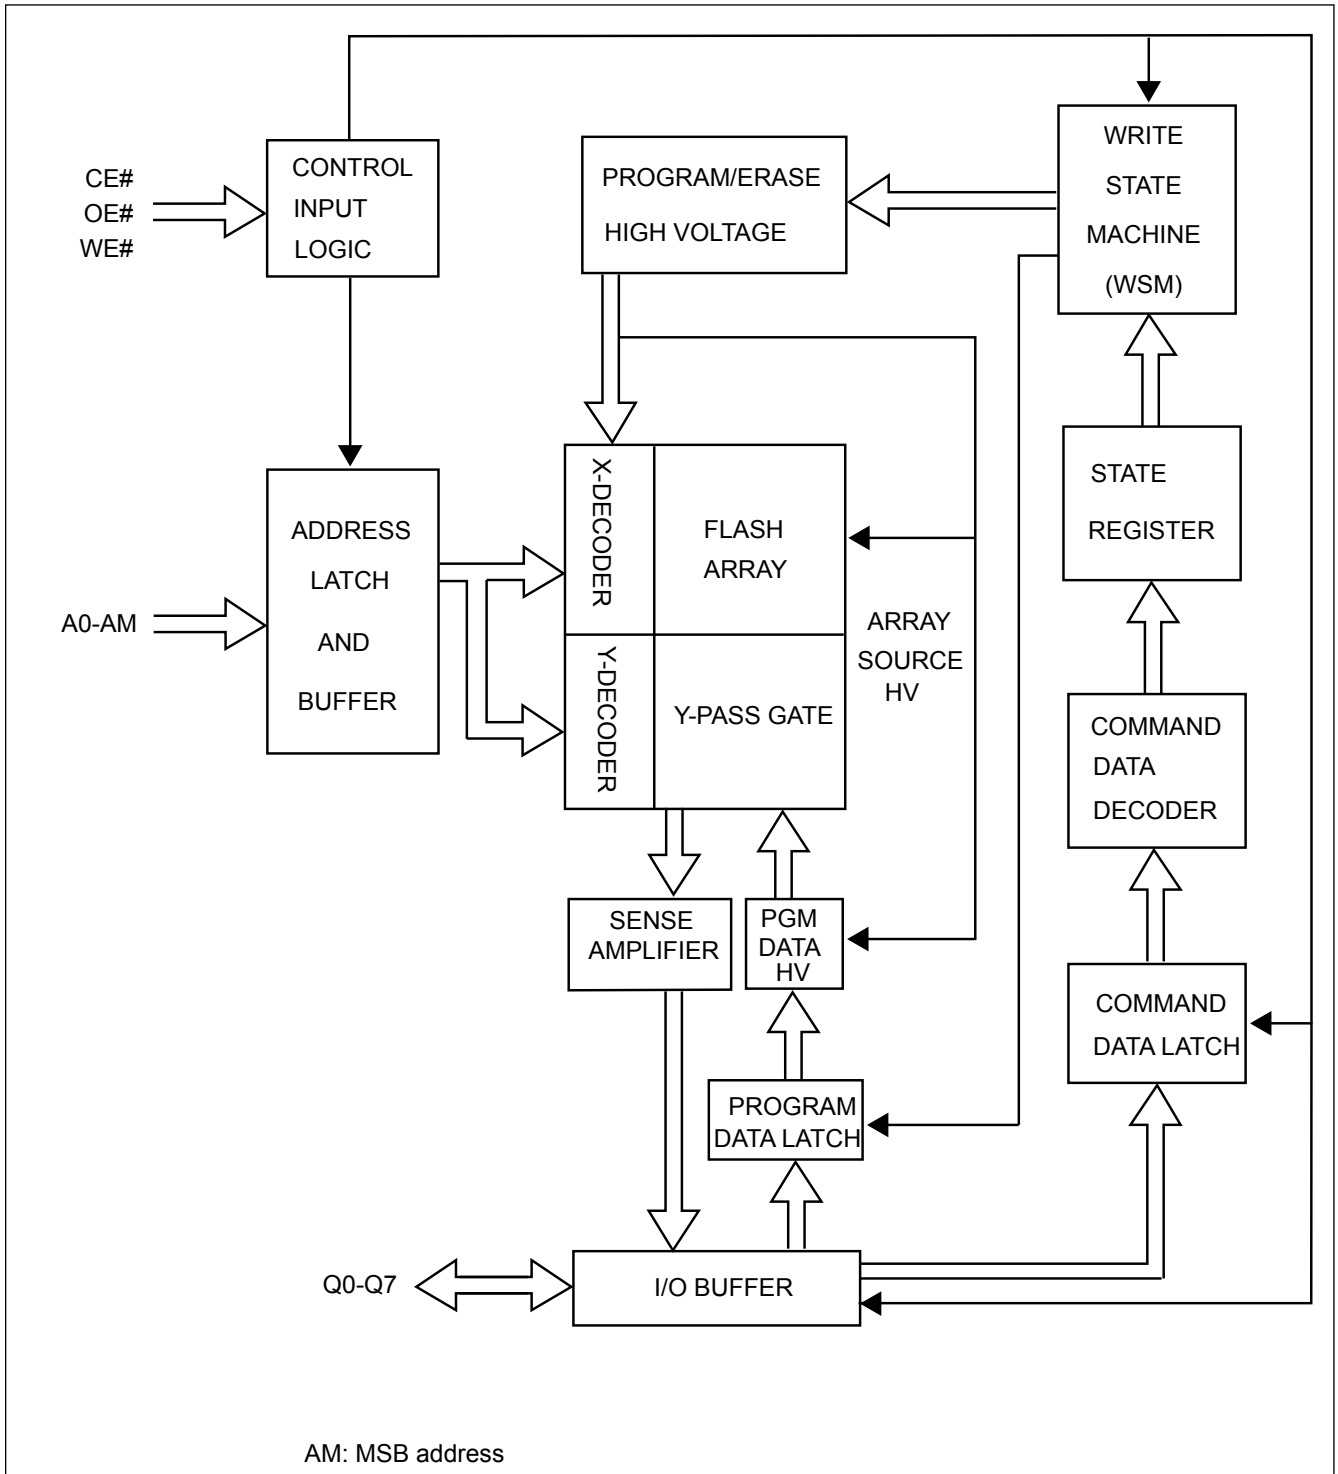 CE#
OE#
WE#
CONTROL
INPUT
LOGIC
PROGRAM/ERASE
HIGH VOLTAGE
WRITE
STATE
MACHINE
(WSM)
STATE
REGISTER
A0-AM
ADDRESS
LATCH
AND
BUFFER
X-DECODER
FLASH
ARRAY
Y-DECODER
Y-PASS GATE
ARRAY
SOURCE
HV
COMMAND
DATA
DECODER
SENSE
AMPLIFIER
PGM
DATA
HV
COMMAND
DATA LATCH
PROGRAM
DATA LATCH
Q0-Q7
I/O BUFFER
AM: MSB address